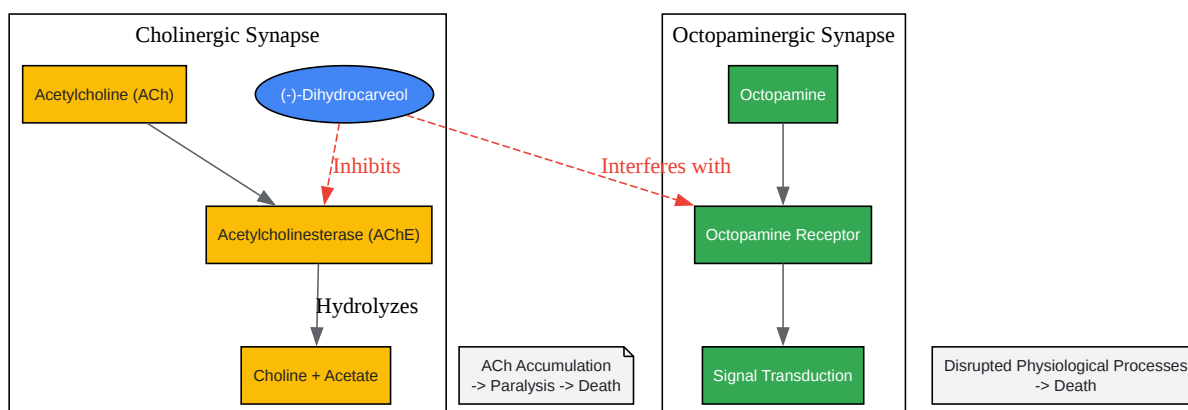 Cholinergic Synapse
Octopaminergic Synapse
Acetylcholine (ACh)
(-)-Dihydrocarveol
Octopamine
Inhibits
Interferes with
Acetylcholinesterase (AChE)
Octopamine Receptor
Hydrolyzes
Choline + Acetate
ACh Accumulation
-> Paralysis -> Death
Signal Transduction
Disrupted Physiological Processes
-> Death